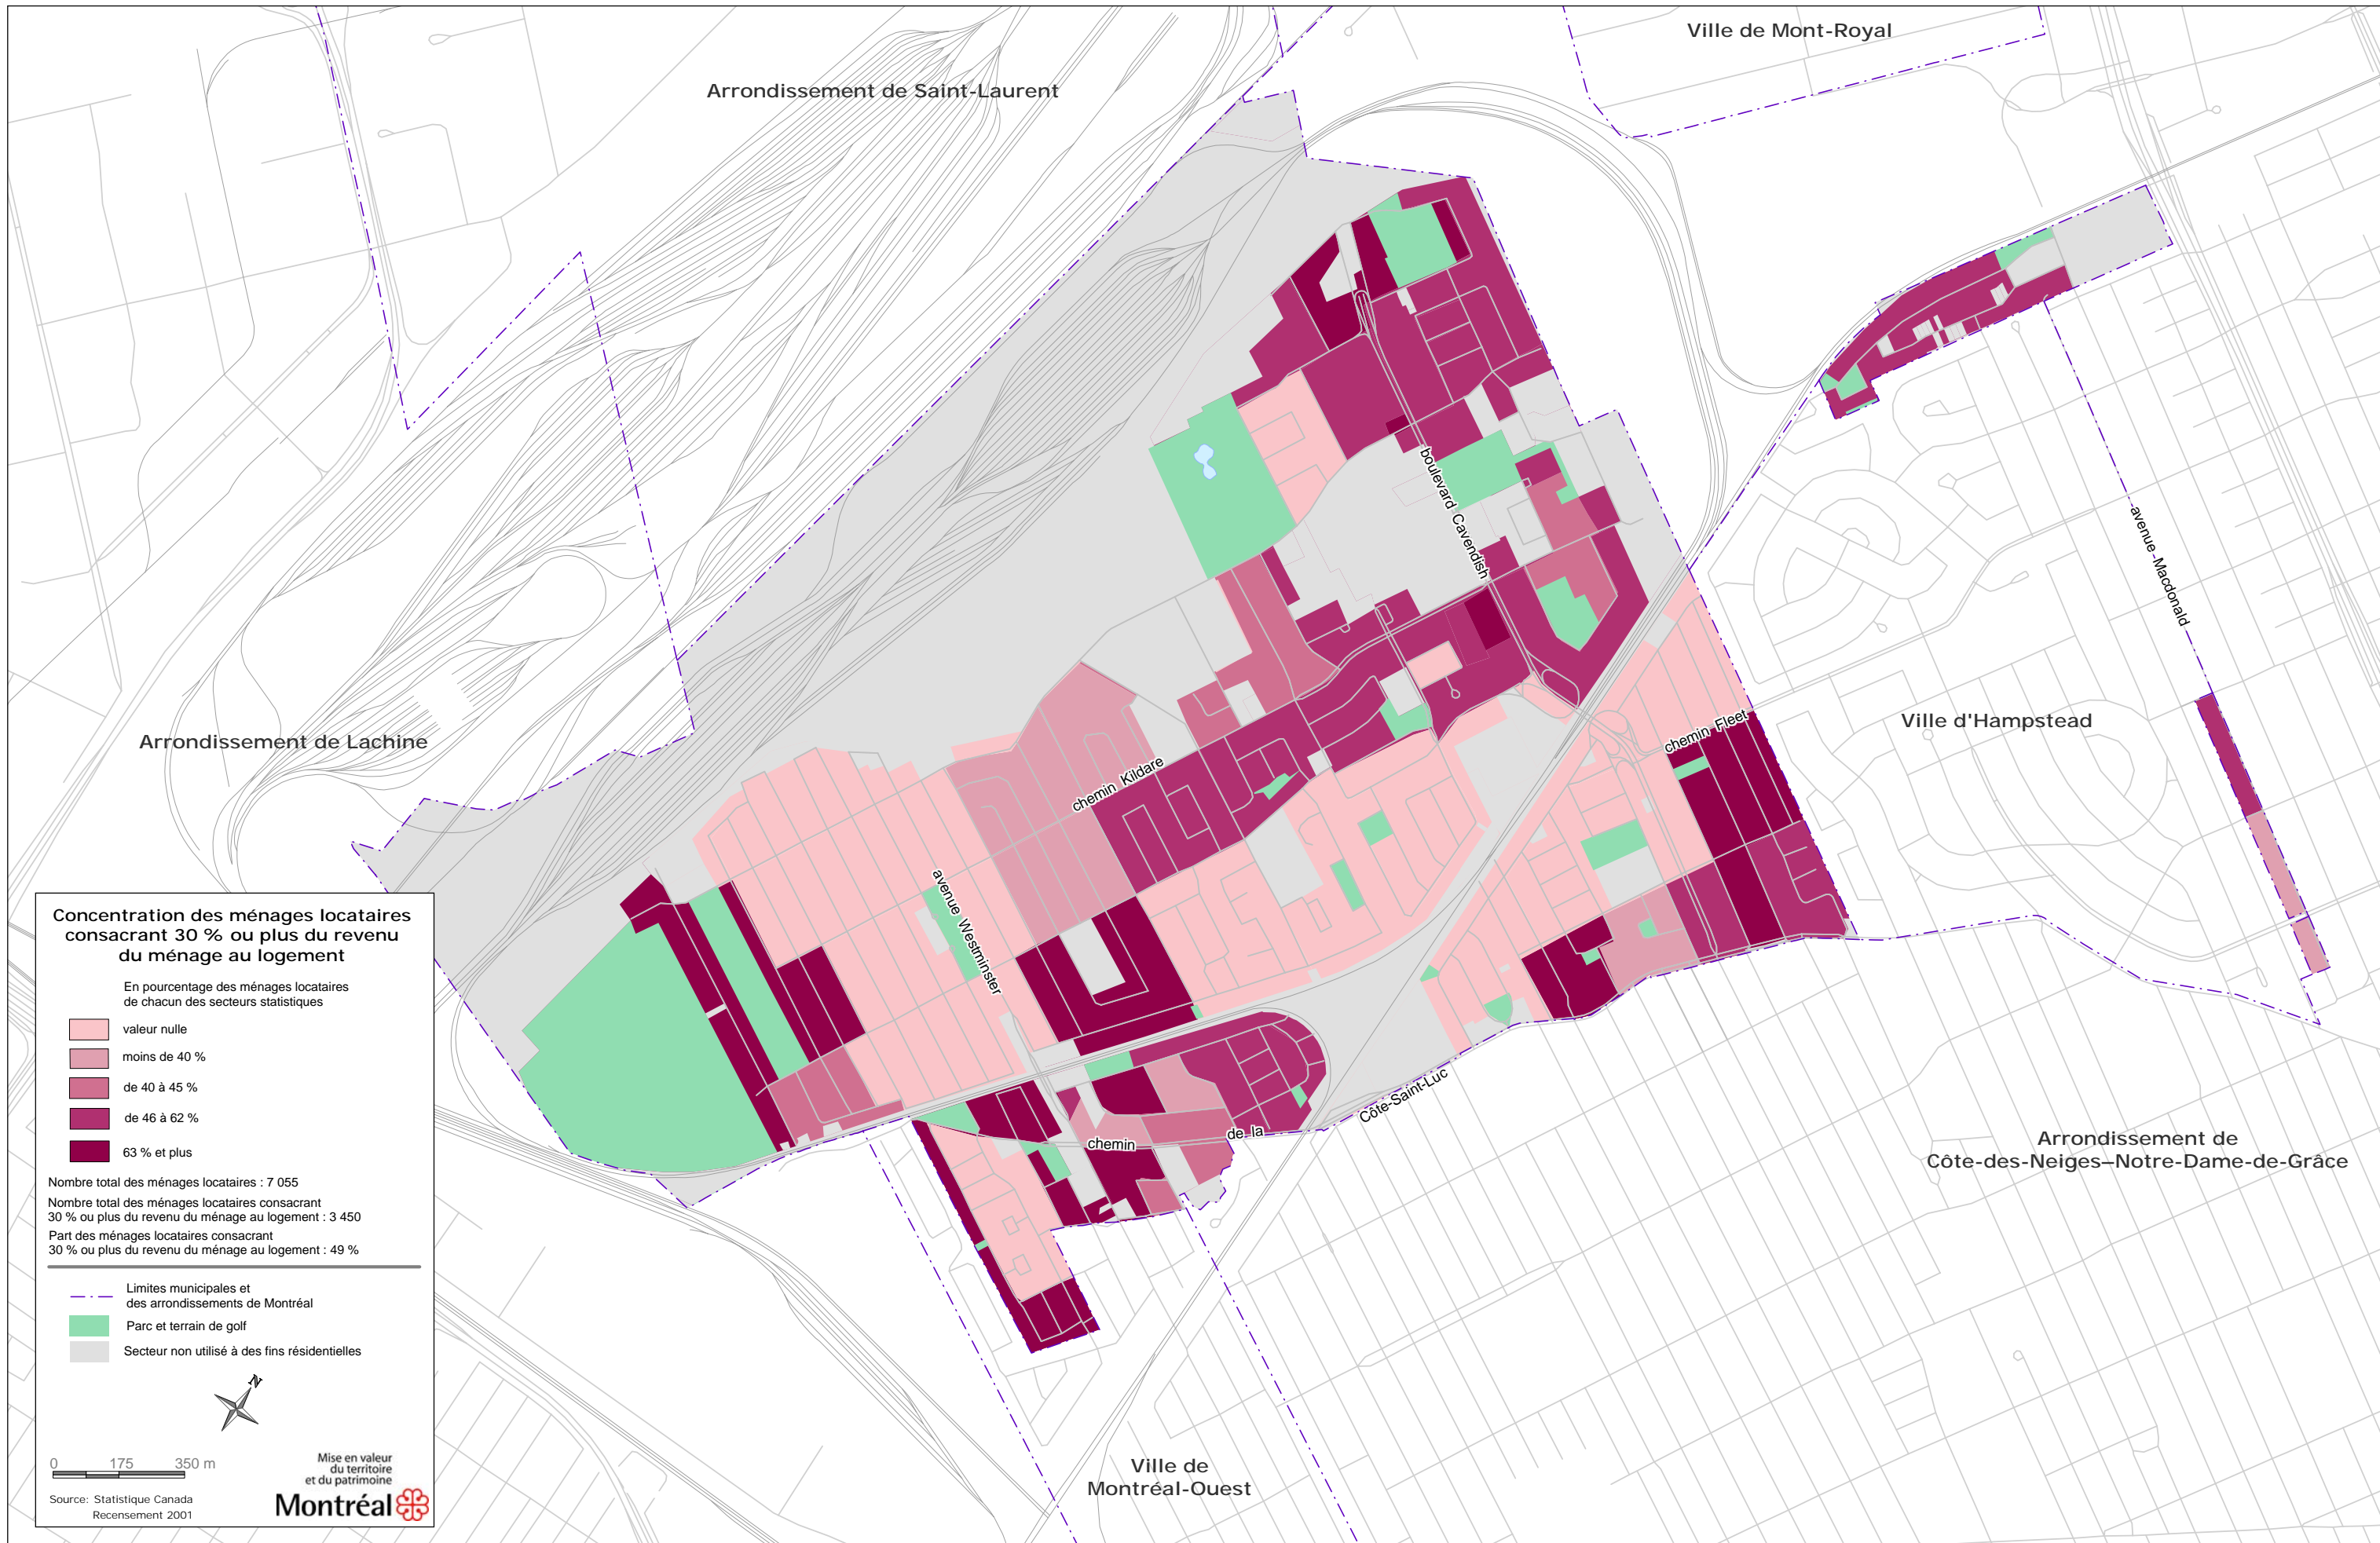 Ville de Mont-Royal
Arrondissement de Saint-Laurent
boulevard Cavendish
avenue Macdonald
Ville d'Hampstead
chemin Fleet
Arrondissement de Lachine
chemin Kildare
avenue Westminster
Côte-Saint-Luc
de la
chemin
Arrondissement de
Côte-des-Neiges–Notre-Dame-de-Grâce
Ville de
Montréal-Ouest
Concentration des ménages locataires
consacrant 30 % ou plus du revenu
du ménage au logement
En pourcentage des ménages locataires
de chacun des secteurs statistiques
valeur nulle
moins de 40 %
de 40 à 45 %
de 46 à 62 %
63 % et plus
Nombre total des ménages locataires : 7 055
Nombre total des ménages locataires consacrant
30 % ou plus du revenu du ménage au logement : 3 450
Part des ménages locataires consacrant
30 % ou plus du revenu du ménage au logement : 49 %
Limites municipales et
des arrondissements de Montréal
Parc et terrain de golf
Secteur non utilisé à des fins résidentielles
N
0 175 350 m
Source: Statistique Canada
Recensement 2001
Mise en valeur
du territoire
et du patrimoine
Montréal